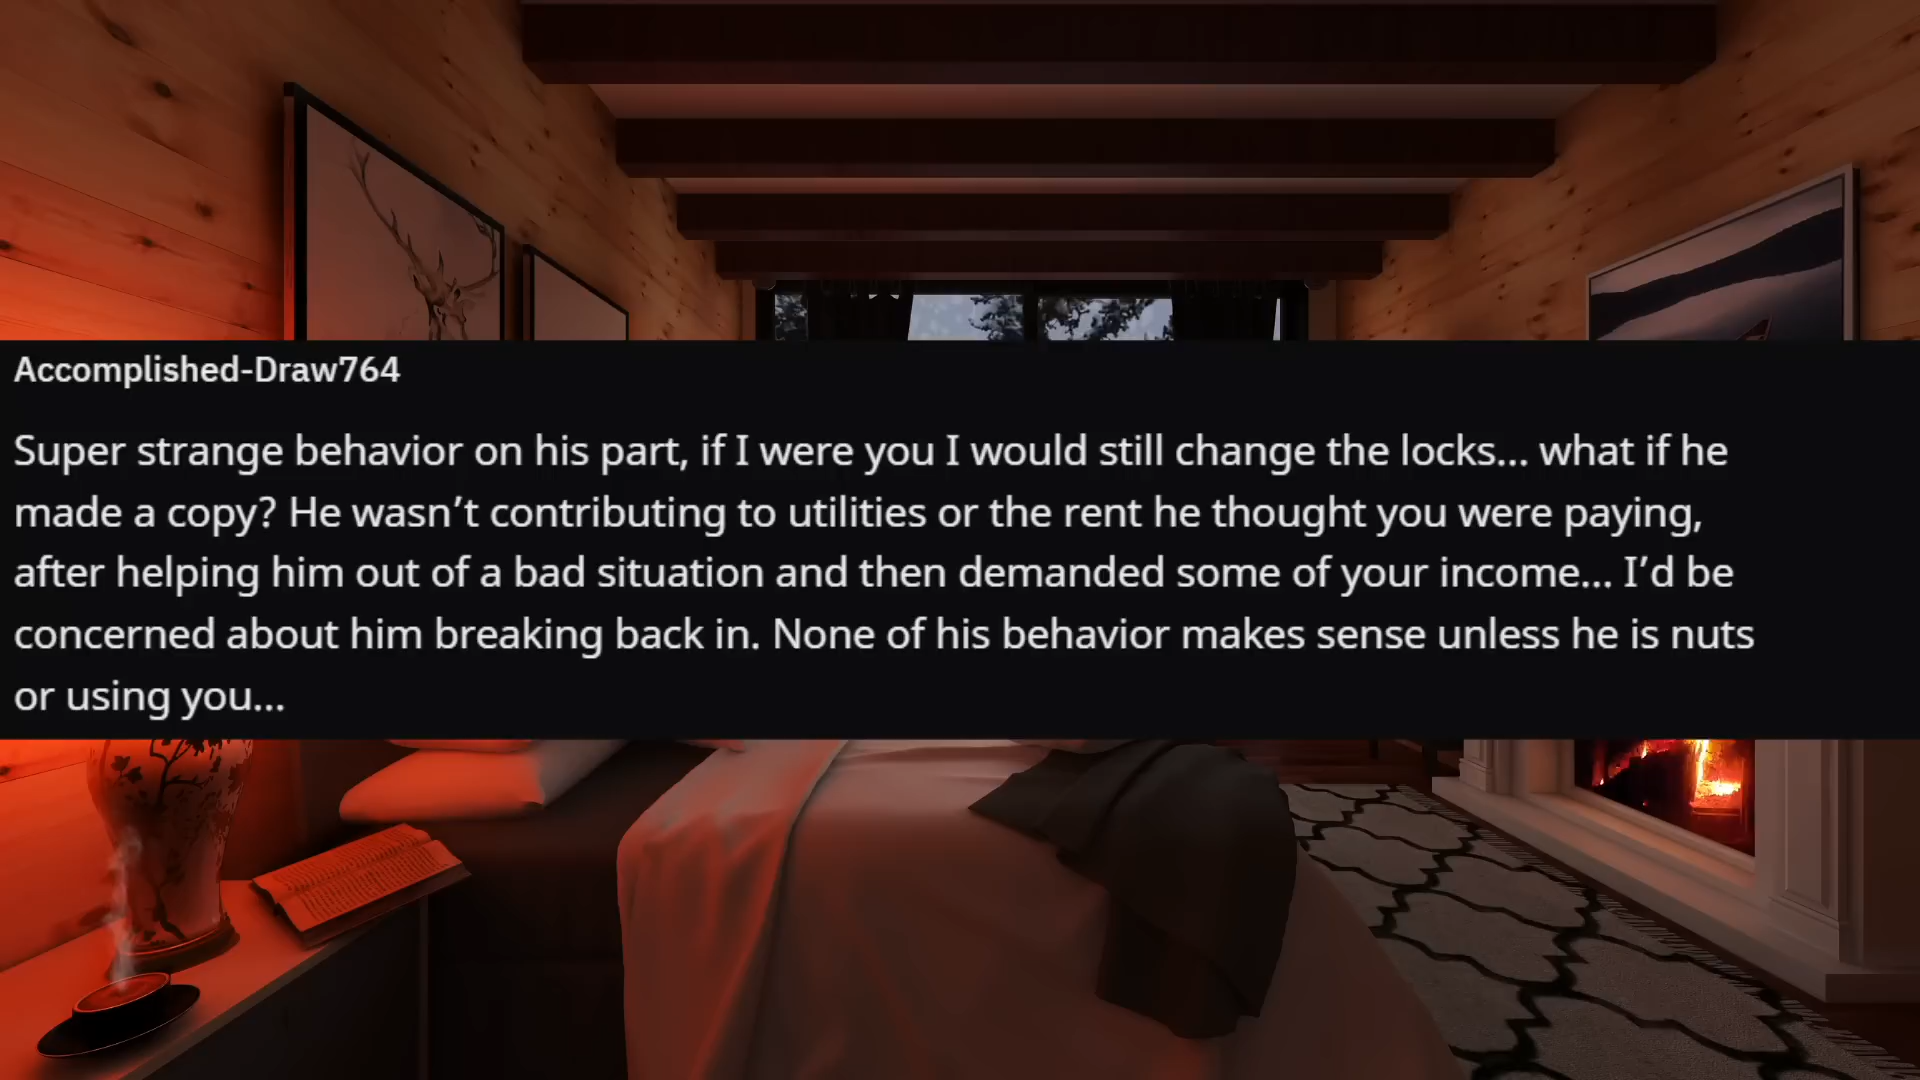 Accomplished-Draw764
Super strange behavior on his part, if I were you I would still change the locks... what if he
made a copy? He wasn’t contributing to utilities or the rent he thought you were paying,
after helping him out of a bad situation and then demanded some of your income... I’d be
concerned about him breaking back in. None of his behavior makes sense unless he is nuts
or using you...